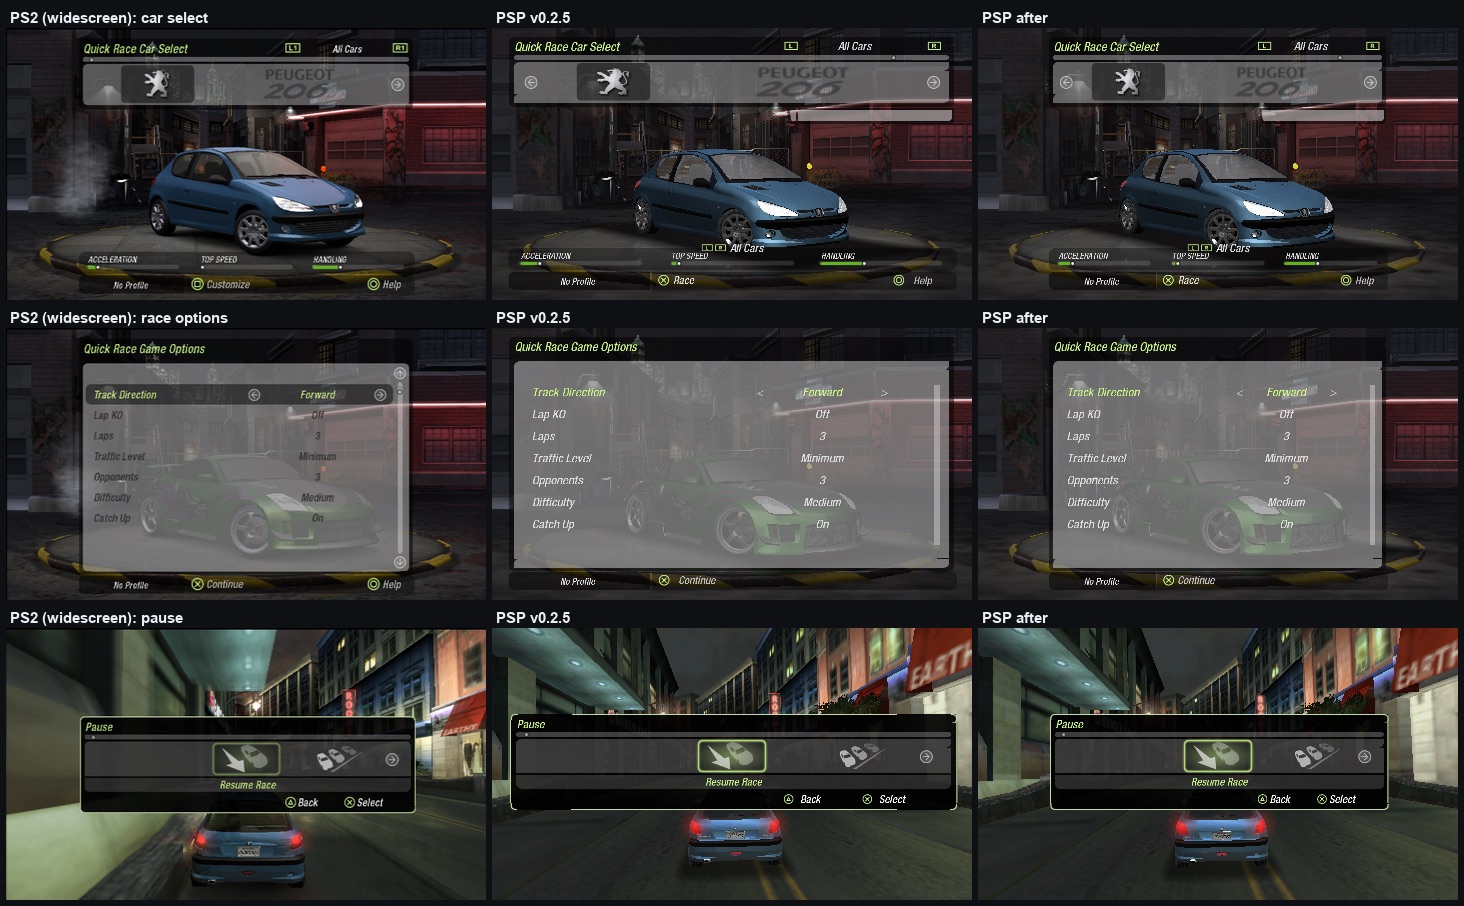 PS2 (widescreen): car select
Quick Race Car Select L1 All Cars R1
PEUGEOT
206
ACCELERATION TOP SPEED HANDLING
No Profile Customize Help
PSP v0.2.5
Quick Race Car Select L All Cars R
PEUGEOT
206
L R All Cars
ACCELERATION TOP SPEED HANDLING
No Profile Race Help
PSP after
Quick Race Car Select L All Cars R
PEUGEOT
206
L R All Cars
ACCELERATION TOP SPEED HANDLING
No Profile Race Help
PS2 (widescreen): race options
Quick Race Game Options
Track Direction Forward
Lap KO Off
Laps 3
Traffic Level Minimum
Opponents 3
Difficulty Medium
Catch Up On
No Profile Continue Help
PSP v0.2.5
Quick Race Game Options
Track Direction < Forward >
Lap KO Off
Laps 3
Traffic Level Minimum
Opponents 3
Difficulty Medium
Catch Up On
No Profile Continue
PSP after
Quick Race Game Options
Track Direction < Forward >
Lap KO Off
Laps 3
Traffic Level Minimum
Opponents 3
Difficulty Medium
Catch Up On
No Profile Continue
PS2 (widescreen): pause
Pause
Resume Race
Back Select
PSP v0.2.5
EARTH
Pause
Resume Race
Back Select
PSP after
EARTH
Pause
Resume Race
Back Select